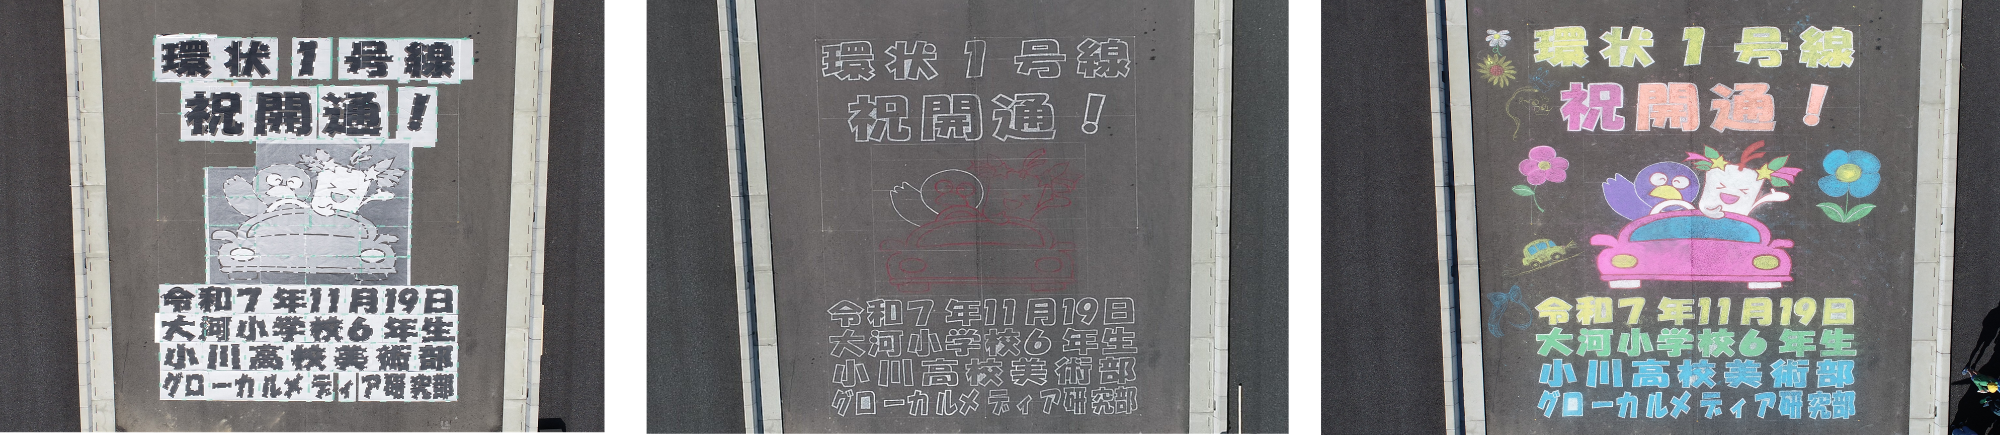 環状1号線
祝開通！
令和7年11月19日
大河小学校6年生
小川高校美術部
グローカルメディア研究部
環状1号線
祝開通！
令和7年11月19日
大河小学校6年生
小川高校美術部
グローカルメディア研究部
環状1号線
祝開通！
令和7年11月19日
大河小学校6年生
小川高校美術部
グローカルメディア研究部